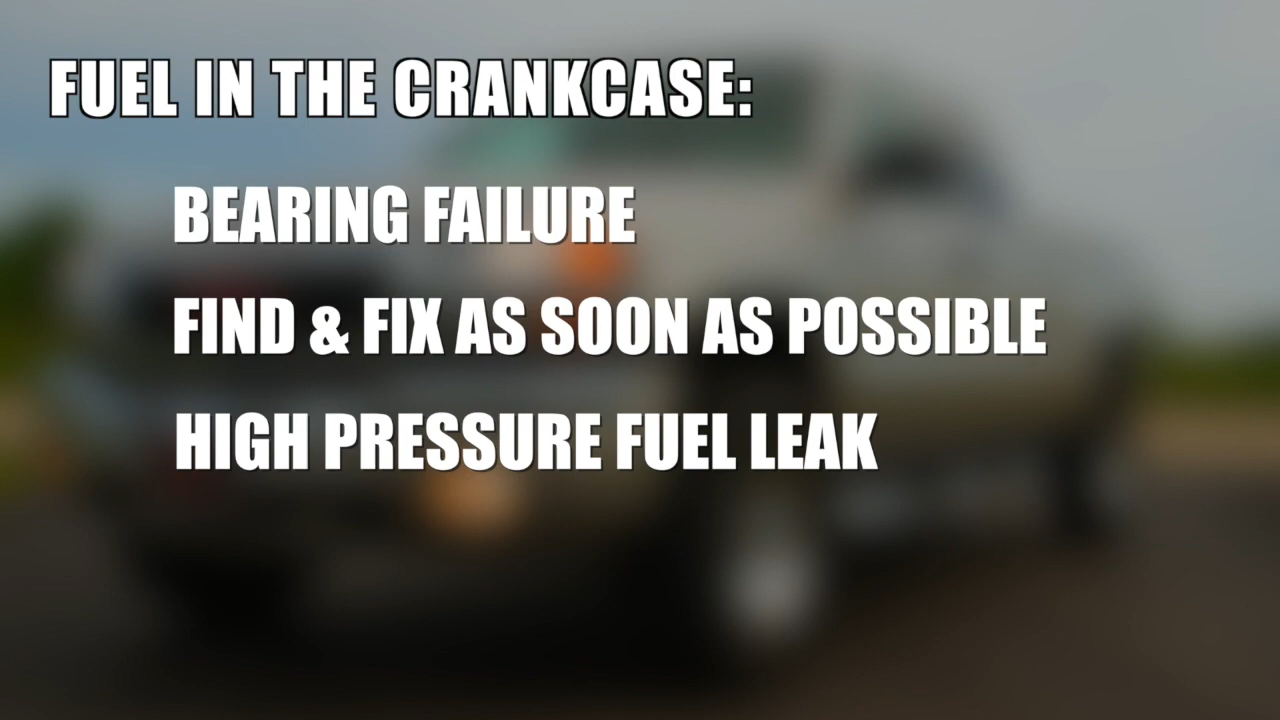 FUEL IN THE CRANKCASE:
BEARING FAILURE
FIND & FIX AS SOON AS POSSIBLE
HIGH PRESSURE FUEL LEAK